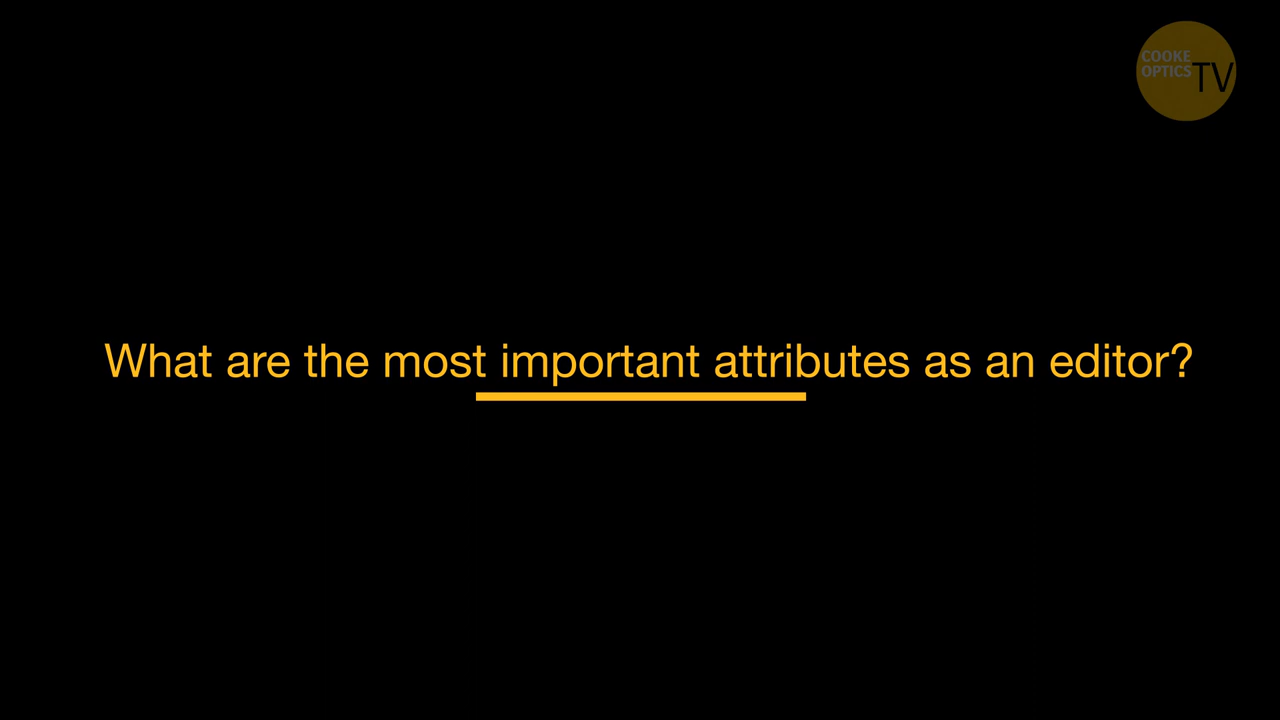 COOKE
OPTICS TV
What are the most important attributes as an editor?